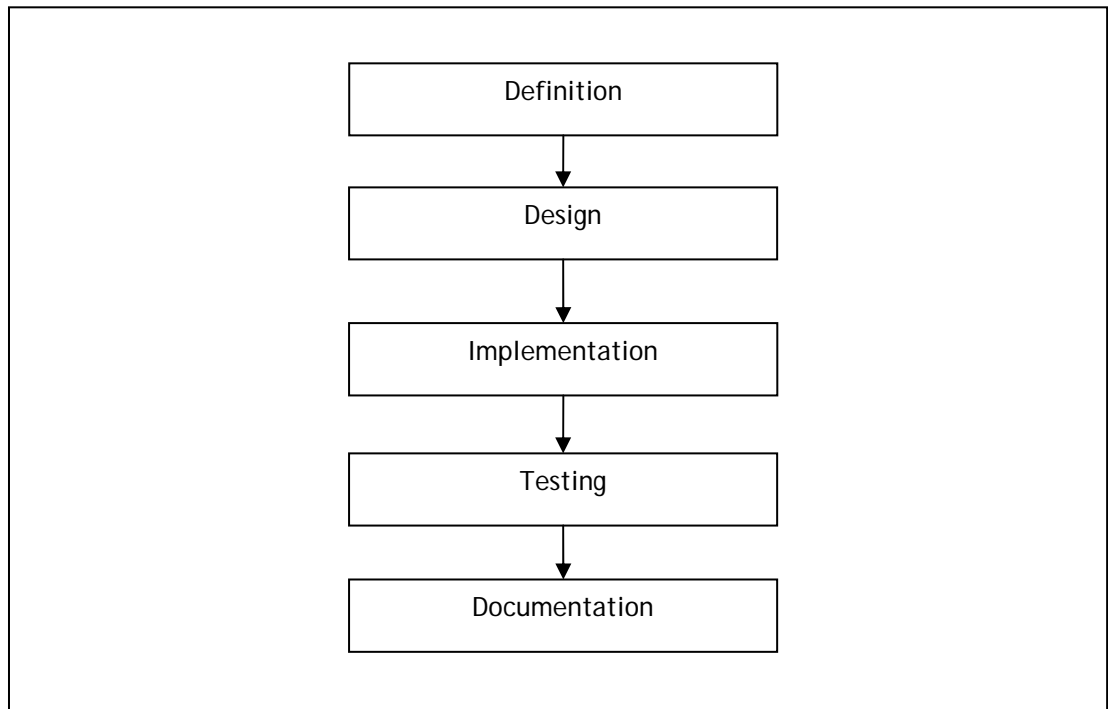 Definition
Design
Implementation
Testing
Documentation